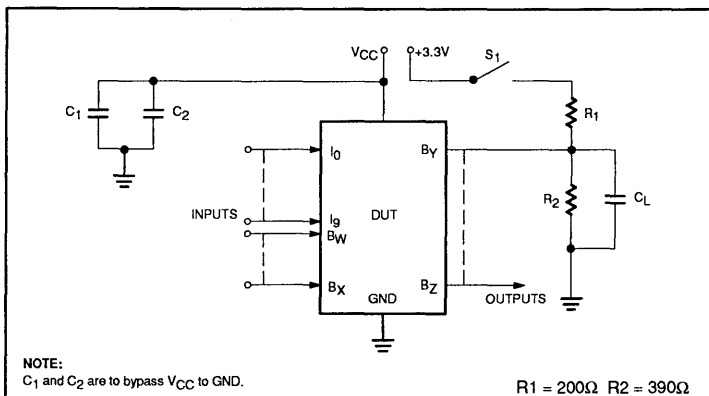 VCC
+3.3V
S1
C1
C2
R1
I0
BY
R2
CL
INPUTS
I9
DUT
BW
BX
GND
BZ
OUTPUTS
NOTE:
C1 and C2 are to bypass VCC to GND.
R1 = 200Ω R2 = 390Ω